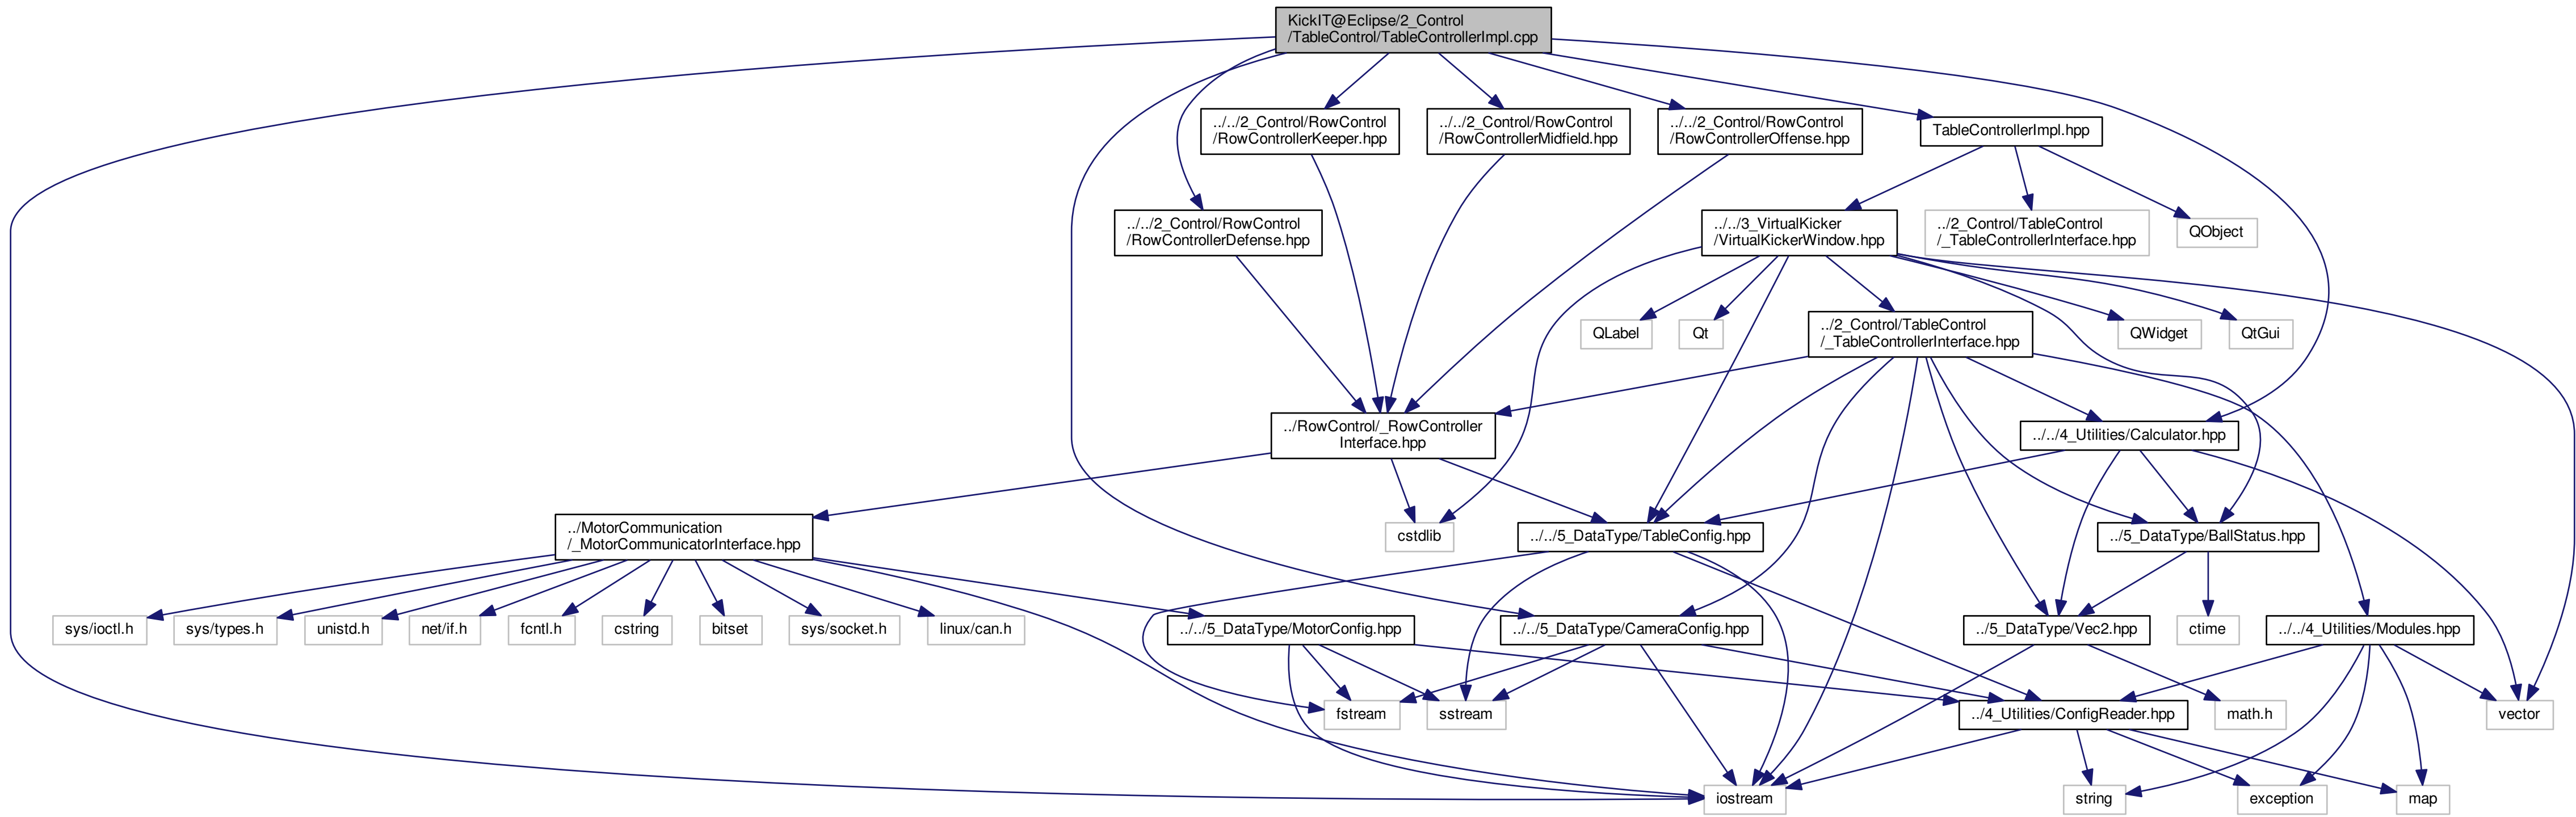 KickIT@Eclipse/2_Control
/TableControl/TableControllerImpl.cpp
../../2_Control/RowControl
/RowControllerKeeper.hpp
../../2_Control/RowControl
/RowControllerMidfield.hpp
../../2_Control/RowControl
/RowControllerOffense.hpp
TableControllerImpl.hpp
../../2_Control/RowControl
/RowControllerDefense.hpp
../../3_VirtualKicker
/VirtualKickerWindow.hpp
../2_Control/TableControl
/_TableControllerInterface.hpp
QObject
QLabel
Qt
../2_Control/TableControl
/_TableControllerInterface.hpp
QWidget
QtGui
../RowControl/_RowController
Interface.hpp
../../4_Utilities/Calculator.hpp
../MotorCommunication
/_MotorCommunicatorInterface.hpp
cstdlib
../../5_DataType/TableConfig.hpp
../5_DataType/BallStatus.hpp
sys/ioctl.h
sys/types.h
unistd.h
net/if.h
fcntl.h
cstring
bitset
sys/socket.h
linux/can.h
../../5_DataType/MotorConfig.hpp
../../5_DataType/CameraConfig.hpp
../5_DataType/Vec2.hpp
ctime
../../4_Utilities/Modules.hpp
fstream
sstream
../4_Utilities/ConfigReader.hpp
math.h
vector
iostream
string
exception
map